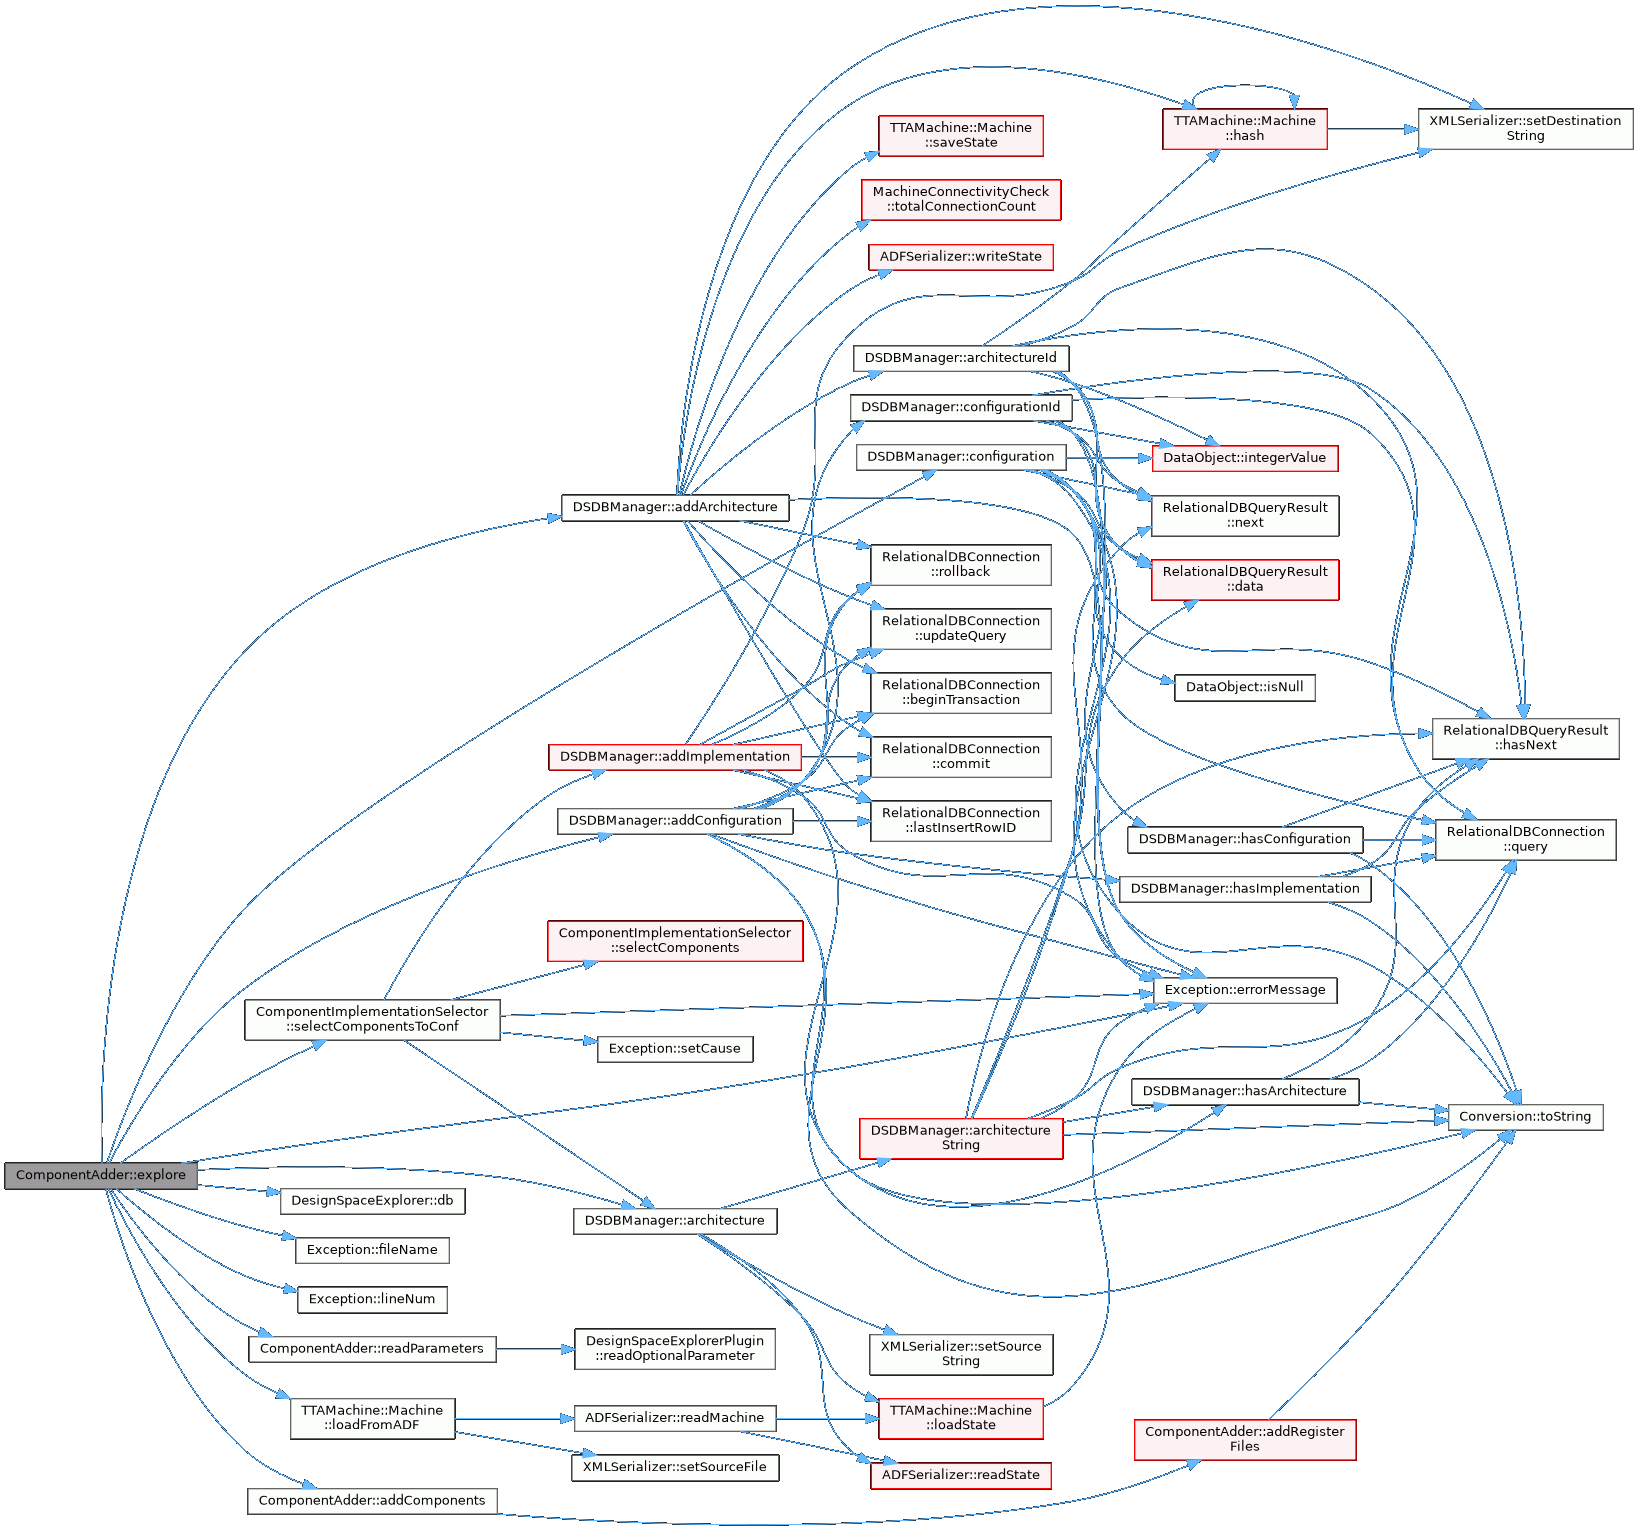 TTAMachine::Machine
::saveState
TTAMachine::Machine
::hash
XMLSerializer::setDestination
String
MachineConnectivityCheck
::totalConnectionCount
ADFSerializer::writeState
DSDBManager::architectureId
DSDBManager::configurationId
DSDBManager::configuration
DataObject::integerValue
DSDBManager::addArchitecture
RelationalDBQueryResult
::next
RelationalDBConnection
::rollback
RelationalDBQueryResult
::data
RelationalDBConnection
::updateQuery
RelationalDBConnection
::beginTransaction
DataObject::isNull
RelationalDBQueryResult
::hasNext
DSDBManager::addImplementation
RelationalDBConnection
::commit
DSDBManager::addConfiguration
RelationalDBConnection
::lastInsertRowID
DSDBManager::hasConfiguration
RelationalDBConnection
::query
DSDBManager::hasImplementation
ComponentImplementationSelector
::selectComponents
Exception::errorMessage
ComponentImplementationSelector
::selectComponentsToConf
Exception::setCause
DSDBManager::hasArchitecture
Conversion::toString
DSDBManager::architecture
String
ComponentAdder::explore
DesignSpaceExplorer::db
DSDBManager::architecture
Exception::fileName
Exception::lineNum
ComponentAdder::readParameters
DesignSpaceExplorerPlugin
::readOptionalParameter
XMLSerializer::setSource
String
TTAMachine::Machine
::loadFromADF
ADFSerializer::readMachine
TTAMachine::Machine
::loadState
ComponentAdder::addRegister
Files
XMLSerializer::setSourceFile
ADFSerializer::readState
ComponentAdder::addComponents